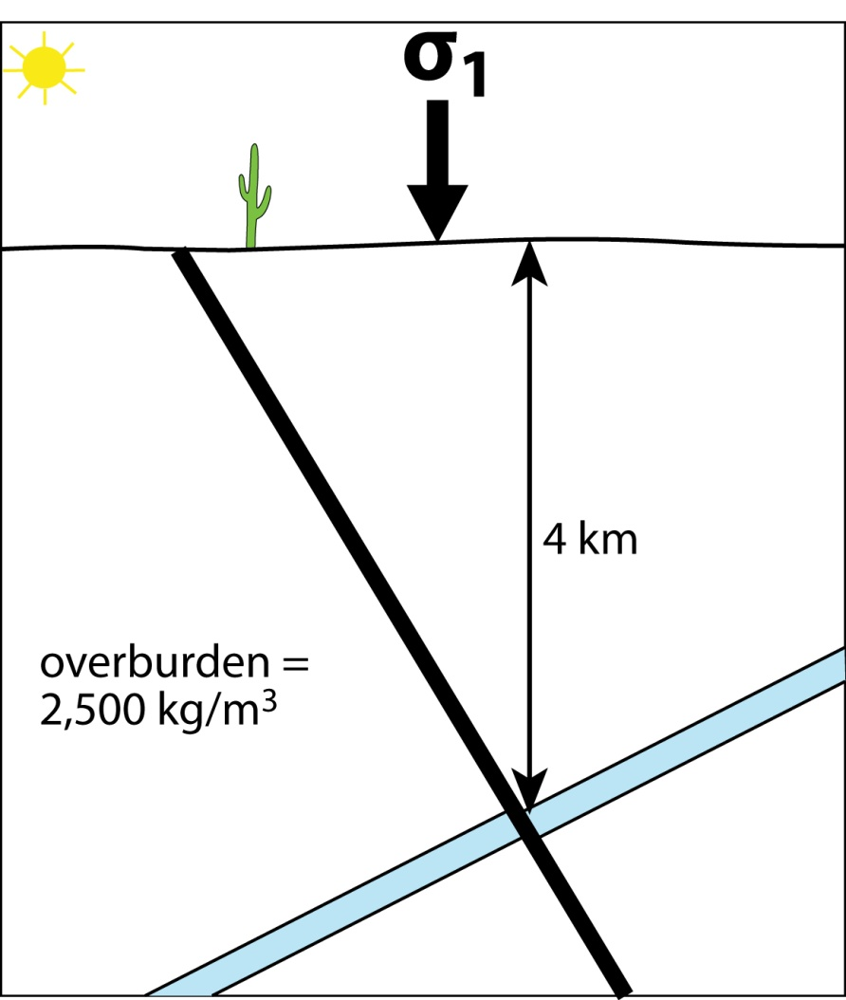 σ₁
4 km
overburden =
2,500 kg/m³